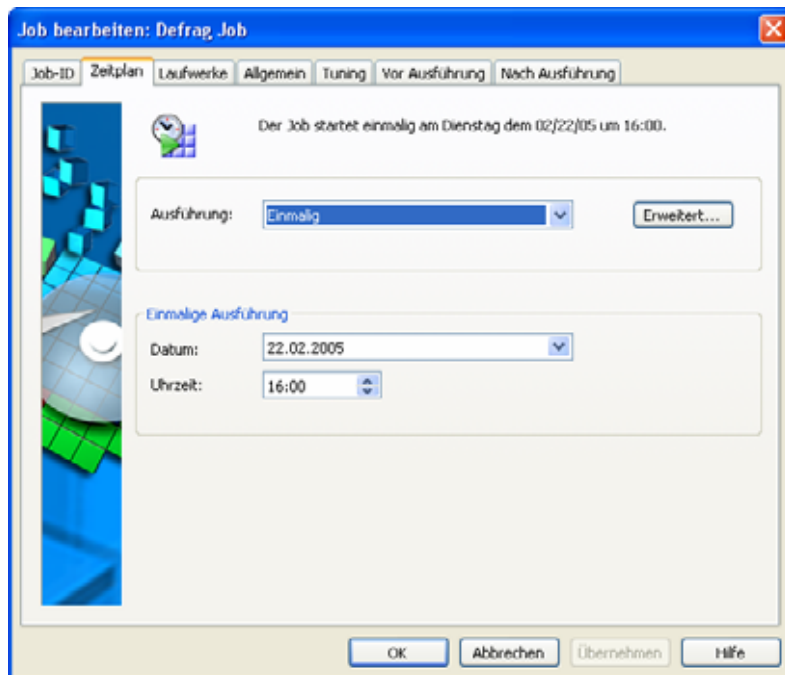 Job bearbeiten: Defrag Job
Job-ID Zeitplan Laufwerke Allgemein Tuning Vor Ausführung Nach Ausführung
Der Job startet einmalig am Dienstag dem 02/22/05 um 16:00.
Ausführung: Einmalig Erweitert...
Einmalige Ausführung
Datum: 22.02.2005
Uhrzeit: 16:00
OK Abbrechen Übernehmen Hilfe